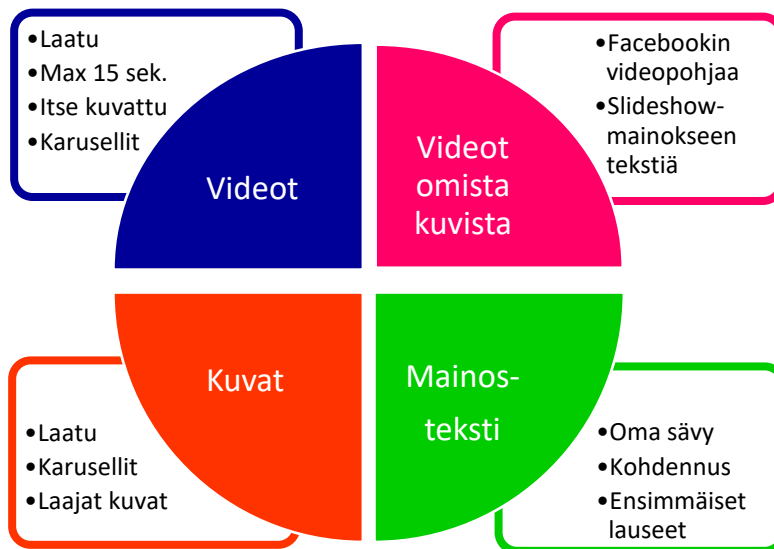 •Laatu
•Max 15 sek.
•Itse kuvattu
•Karusellit
Videot
•Facebookin
videopohjaa
•Slideshow-
mainokseen
tekstiä
Videot
omista
kuvista
Kuvat
•Laatu
•Karusellit
•Laajat kuvat
Mainos-
teksti
•Oma sävy
•Kohdennus
•Ensimmäiset
lauseet